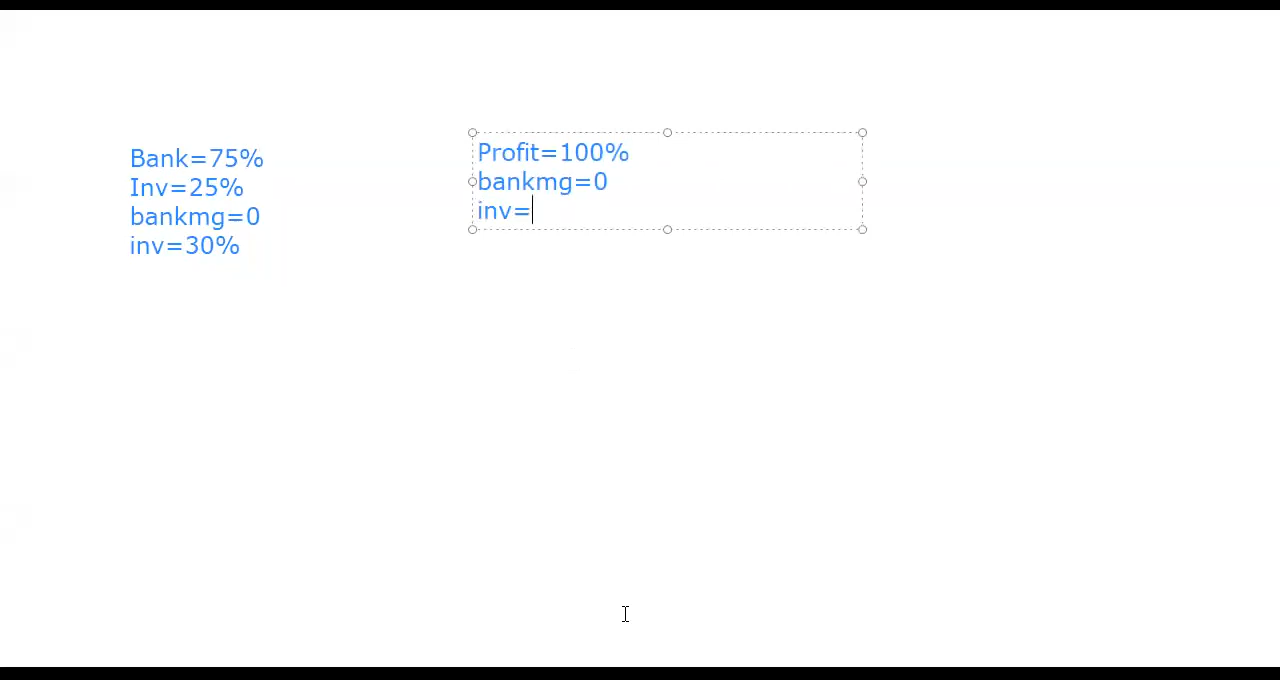 Bank=75%
Inv=25%
bankmg=0
inv=30%
Profit=100%
bankmg=0
inv=